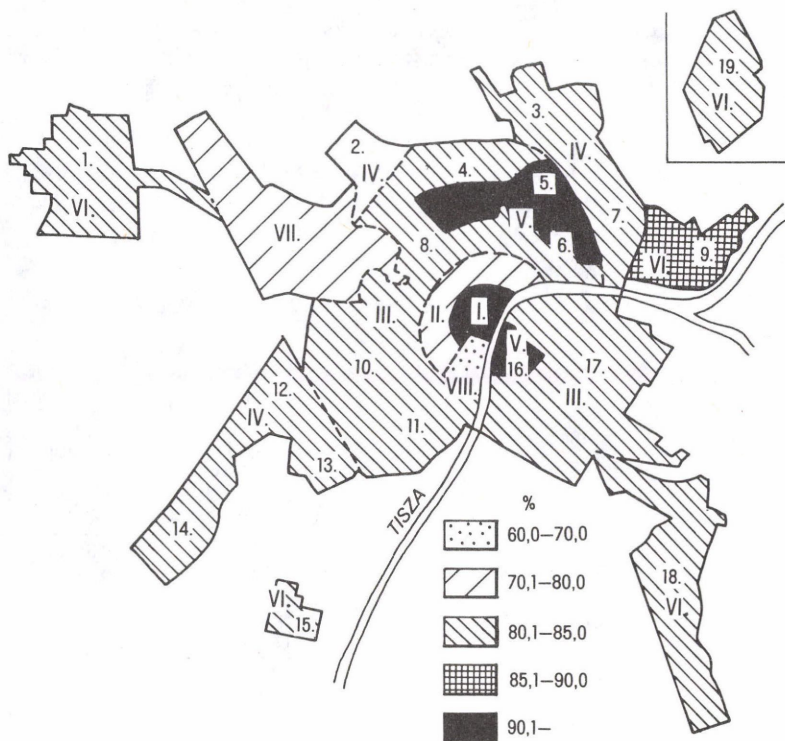 19.
VI.
3.
1.
2.
IV.
4.
IV.
5.
VI.
V.
7.
VII.
8.
6.
9.
VI
III.
II.
I.
10.
V.
16.
17.
VIII.
III.
12.
IV.
11.
13.
TISZA
14.
%
60,0—70,0
70,1—80,0
18.
VI.
VI.
15.
80,1—85,0
85,1—90,0
90,1—